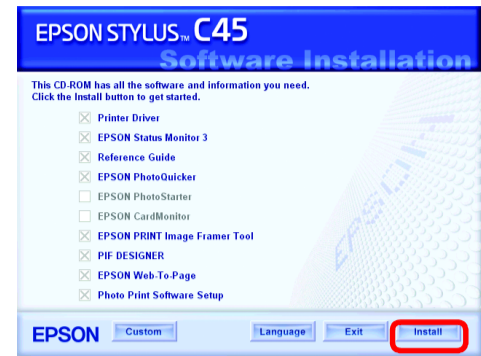 EPSON STYLUS™ C45
Software Installation
This CD-ROM has all the software and information you need.
Click the Install button to get started.
Printer Driver
EPSON Status Monitor 3
Reference Guide
EPSON PhotoQuicker
EPSON PhotoStarter
EPSON CardMonitor
EPSON PRINT Image Framer Tool
PIF DESIGNER
EPSON Web-To-Page
Photo Print Software Setup
EPSON
EPSON Custom Language Exit Install